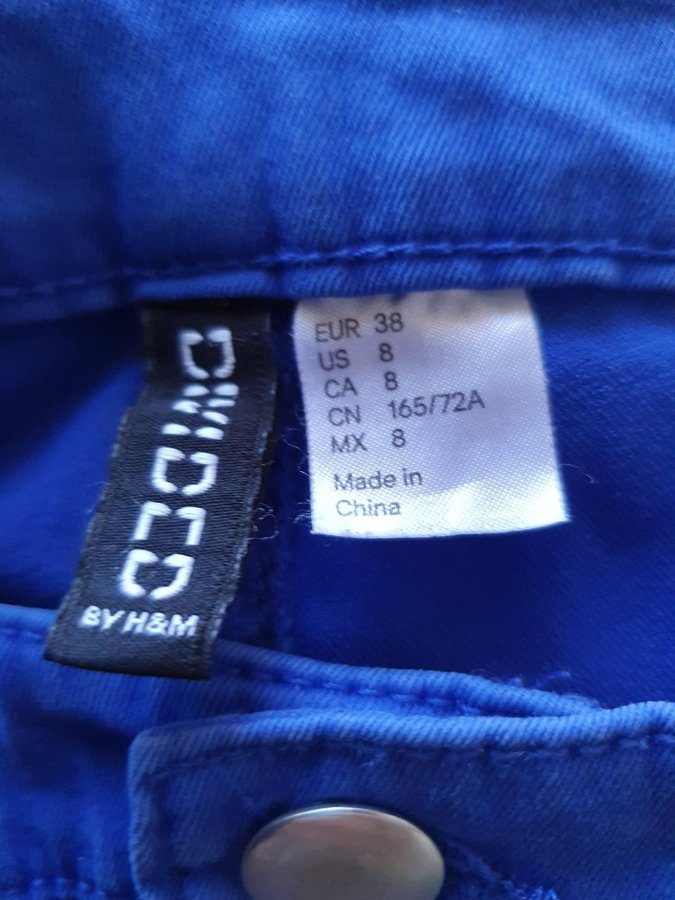 DIVIDED
BY H&M
EUR 38
US 8
CA 8
CN 165/72A
MX 8
Made in
China